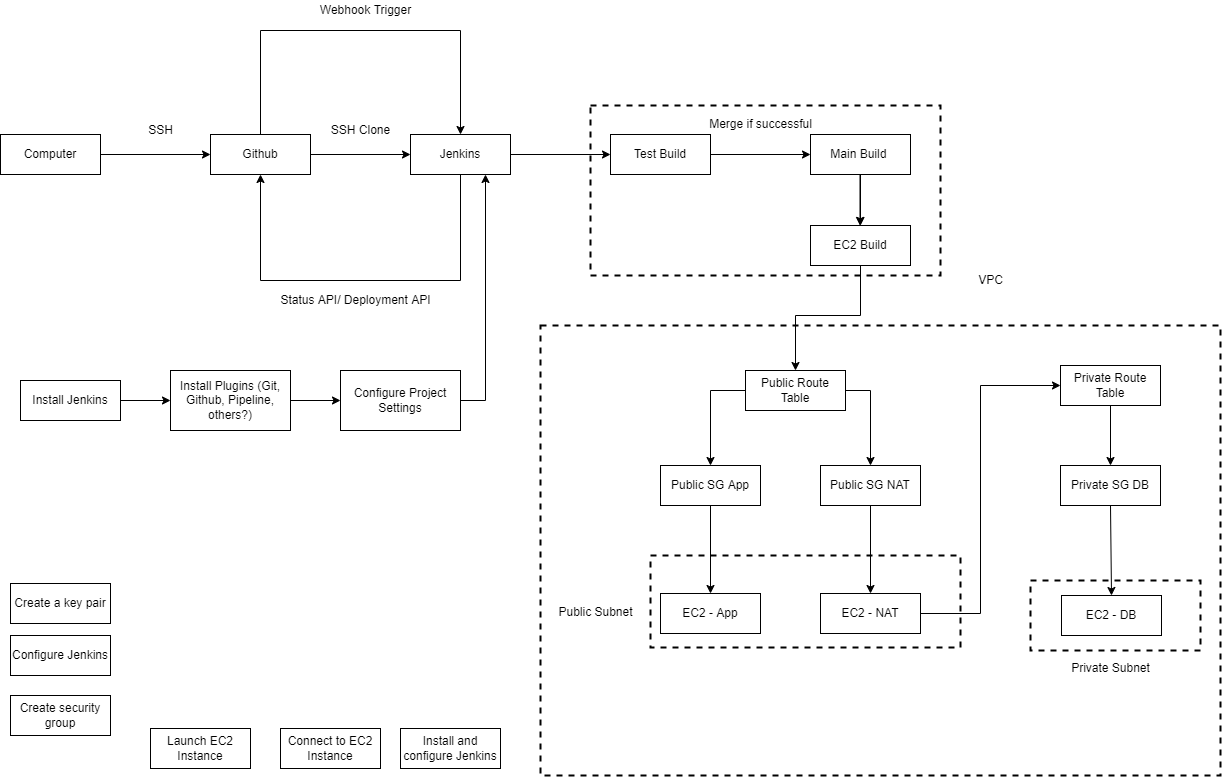 Webhook Trigger
SSH
SSH Clone
Merge if successful
Computer
Github
Jenkins
Test Build
Main Build
EC2 Build
VPC
Status API/ Deployment API
Install Jenkins
Install Plugins (Git,
Github, Pipeline,
others?)
Configure Project
Settings
Public Route
Table
Private Route
Table
Public SG App
Public SG NAT
Private SG DB
Public Subnet
EC2 - App
EC2 - NAT
EC2 - DB
Private Subnet
Create a key pair
Configure Jenkins
Create security
group
Launch EC2
Instance
Connect to EC2
Instance
Install and
configure Jenkins